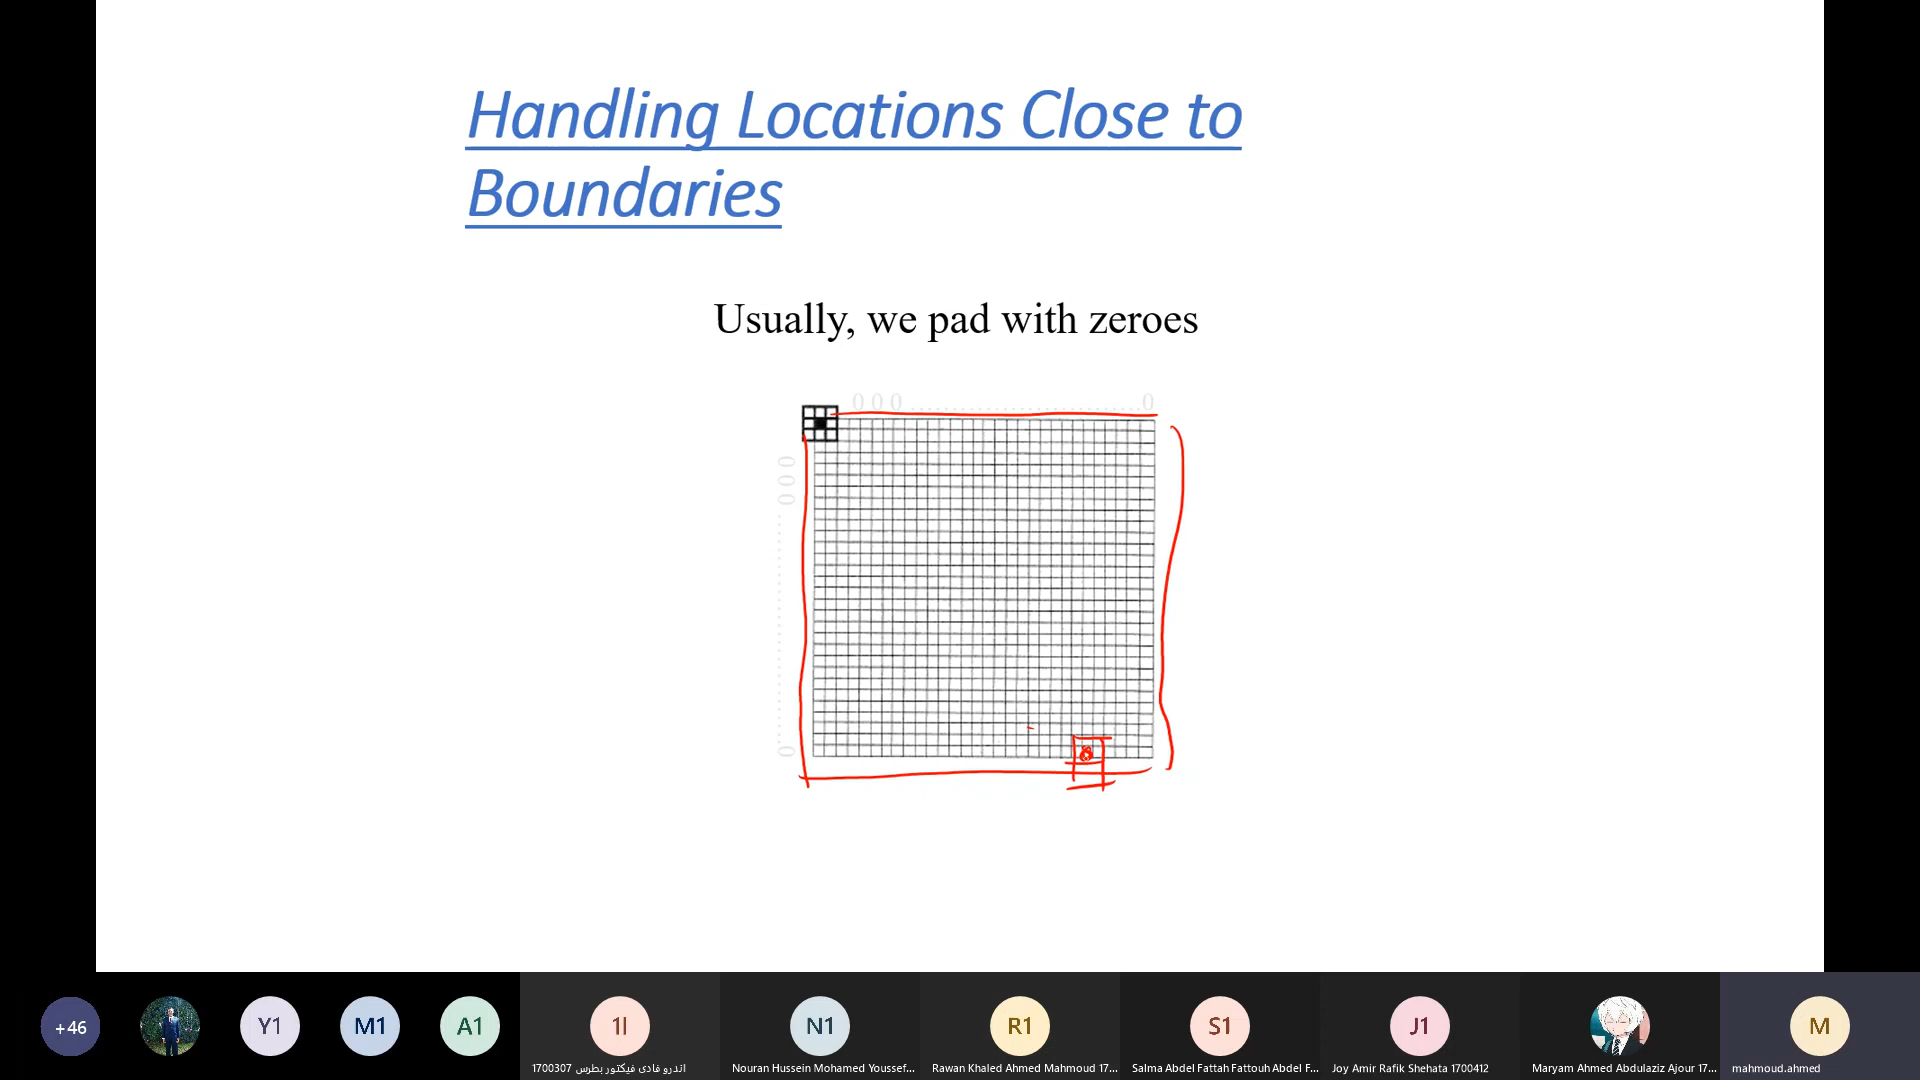 Handling Locations Close to
Boundaries
Usually, we pad with zeroes
0 0 0 ................................0
0 0 0 ................................0
+46
Y1
M1
A1
1ا
N1
R1
S1
J1
M
اندرو فادى فيكتور بطرس 1700307
Nouran Hussein Mohamed Youssef...
Rawan Khaled Ahmed Mahmoud 17...
Salma Abdel Fattah Fattouh Abdel F...
Joy Amir Rafik Shehata 1700412
Maryam Ahmed Abdulaziz Ajour 17...
mahmoud.ahmed